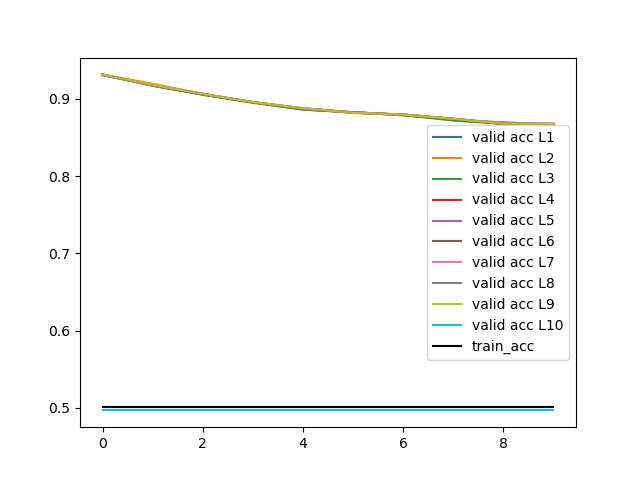 0.9
0.8
0.7
0.6
0.5
0 2 4 6 8
valid acc L1
valid acc L2
valid acc L3
valid acc L4
valid acc L5
valid acc L6
valid acc L7
valid acc L8
valid acc L9
valid acc L10
train_acc